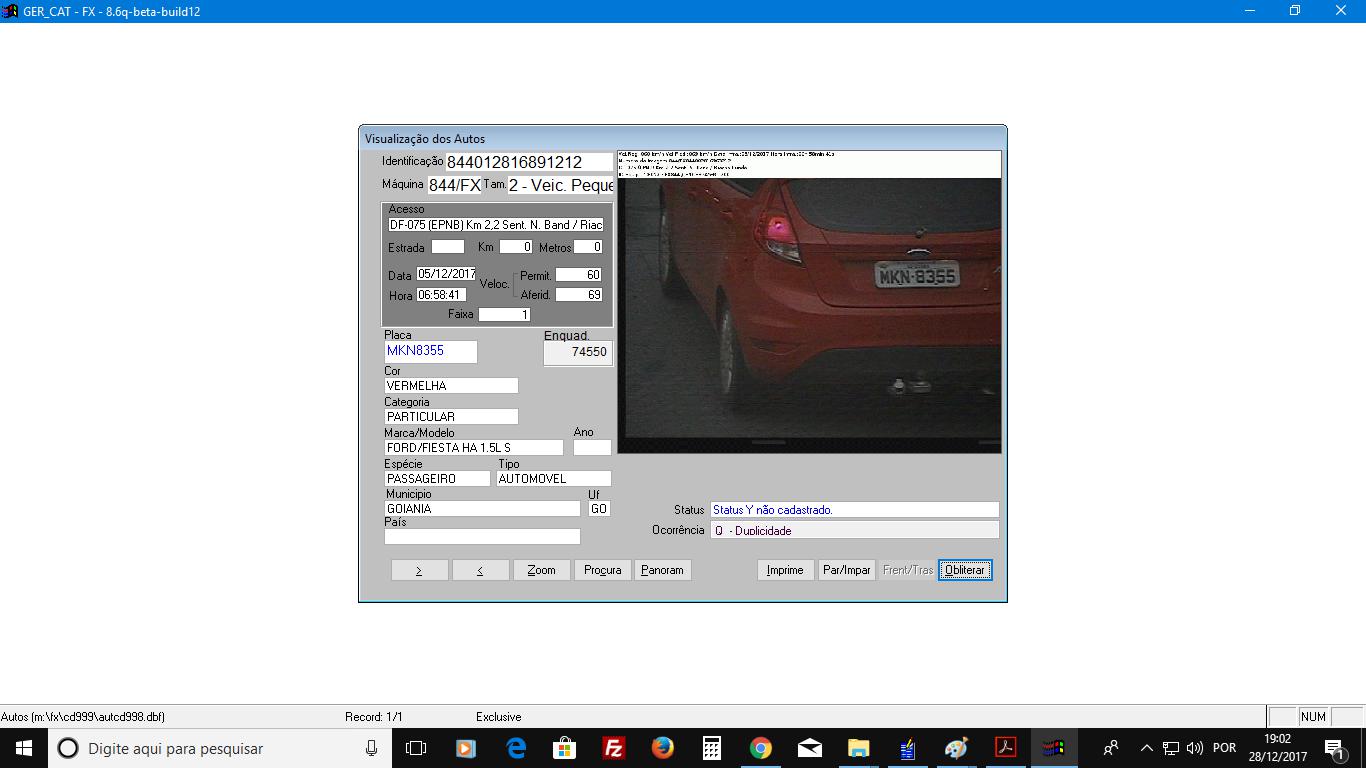 GER_CAT - FX - 8.6q-beta-build12
Visualização dos Autos
Identificação 844012816891212
Máquina 844/FX Tam. 2 - Veic. Peque
Acesso
DF-075 (EPNB) Km 2,2 Sent. N. Band / Riac
Estrada Km 0 Metros 0
Data 05/12/2017 Veloc. Permit. 60
Hora 06:58:41 Aferid. 69
Faixa 1
Placa Enquad.
MKN8355 74550
Cor
VERMELHA
Categoria
PARTICULAR
Marca/Modelo Ano
FORD/FIESTA HA 1.5L S
Espécie Tipo
PASSAGEIRO AUTOMOVEL
Municipio Uf
GOIANIA GO
País
MKN-8355
Status Status Y não cadastrado.
Ocorrência Q - Duplicidade
> < Zoom Procura Panoram Imprime Par/Impar Frent/Tras Obliterar
Autos (m:\fx\cd999\autcd998.dbf) Record: 1/1 Exclusive NUM
Digite aqui para pesquisar
POR 19:02
28/12/2017
1